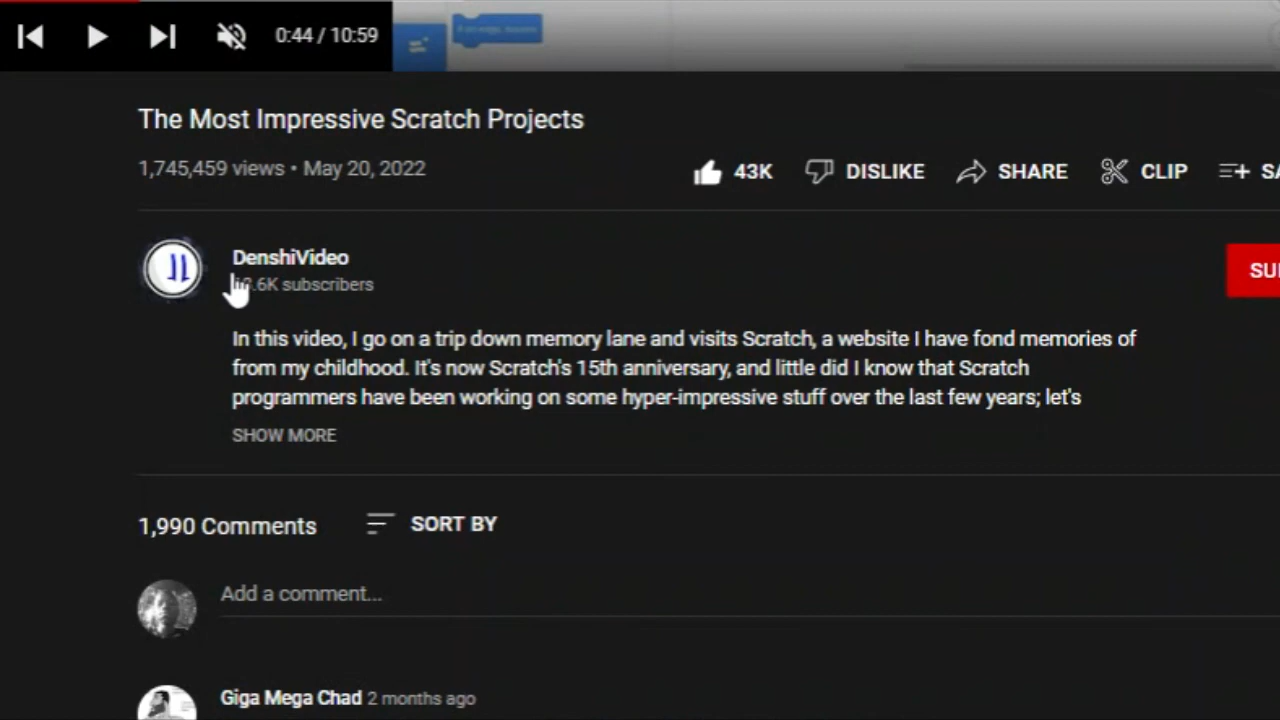 0:44 / 10:59
The Most Impressive Scratch Projects
1,745,459 views • May 20, 2022
43K DISLIKE SHARE CLIP
DenshiVideo
subscribers
In this video, I go on a trip down memory lane and visits Scratch, a website I have fond memories of
from my childhood. It's now Scratch's 15th anniversary, and little did I know that Scratch
programmers have been working on some hyper-impressive stuff over the last few years; let's
SHOW MORE
1,990 Comments SORT BY
Add a comment...
Giga Mega Chad 2 months ago